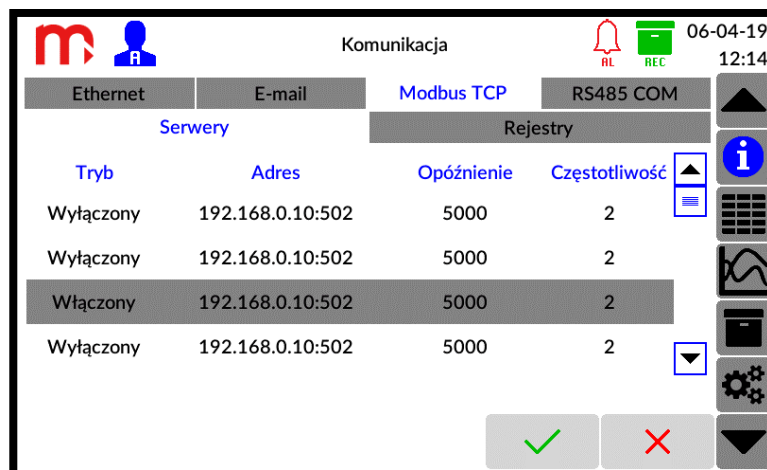 m
A
Komunikacja
AL
REC
06-04-19
12:14
Ethernet E-mail Modbus TCP RS485 COM
Serwery Rejestry
Tryb Adres Opóźnienie Częstotliwość
Wyłączony 192.168.0.10:502 5000 2
Wyłączony 192.168.0.10:502 5000 2
Włączony 192.168.0.10:502 5000 2
Wyłączony 192.168.0.10:502 5000 2
i